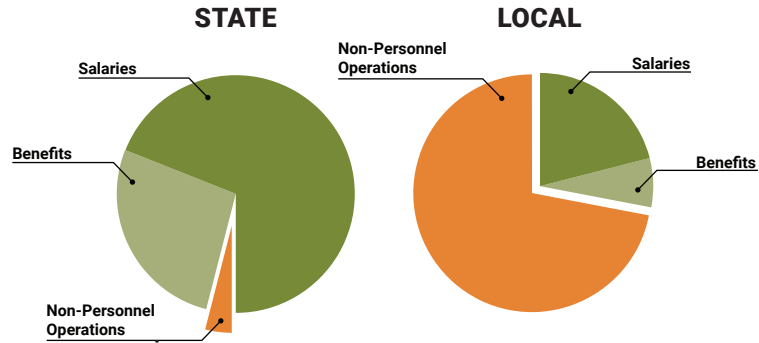 STATE
LOCAL
Salaries
Benefits
Non-Personnel
Operations
Non-Personnel
Operations
Salaries
Benefits